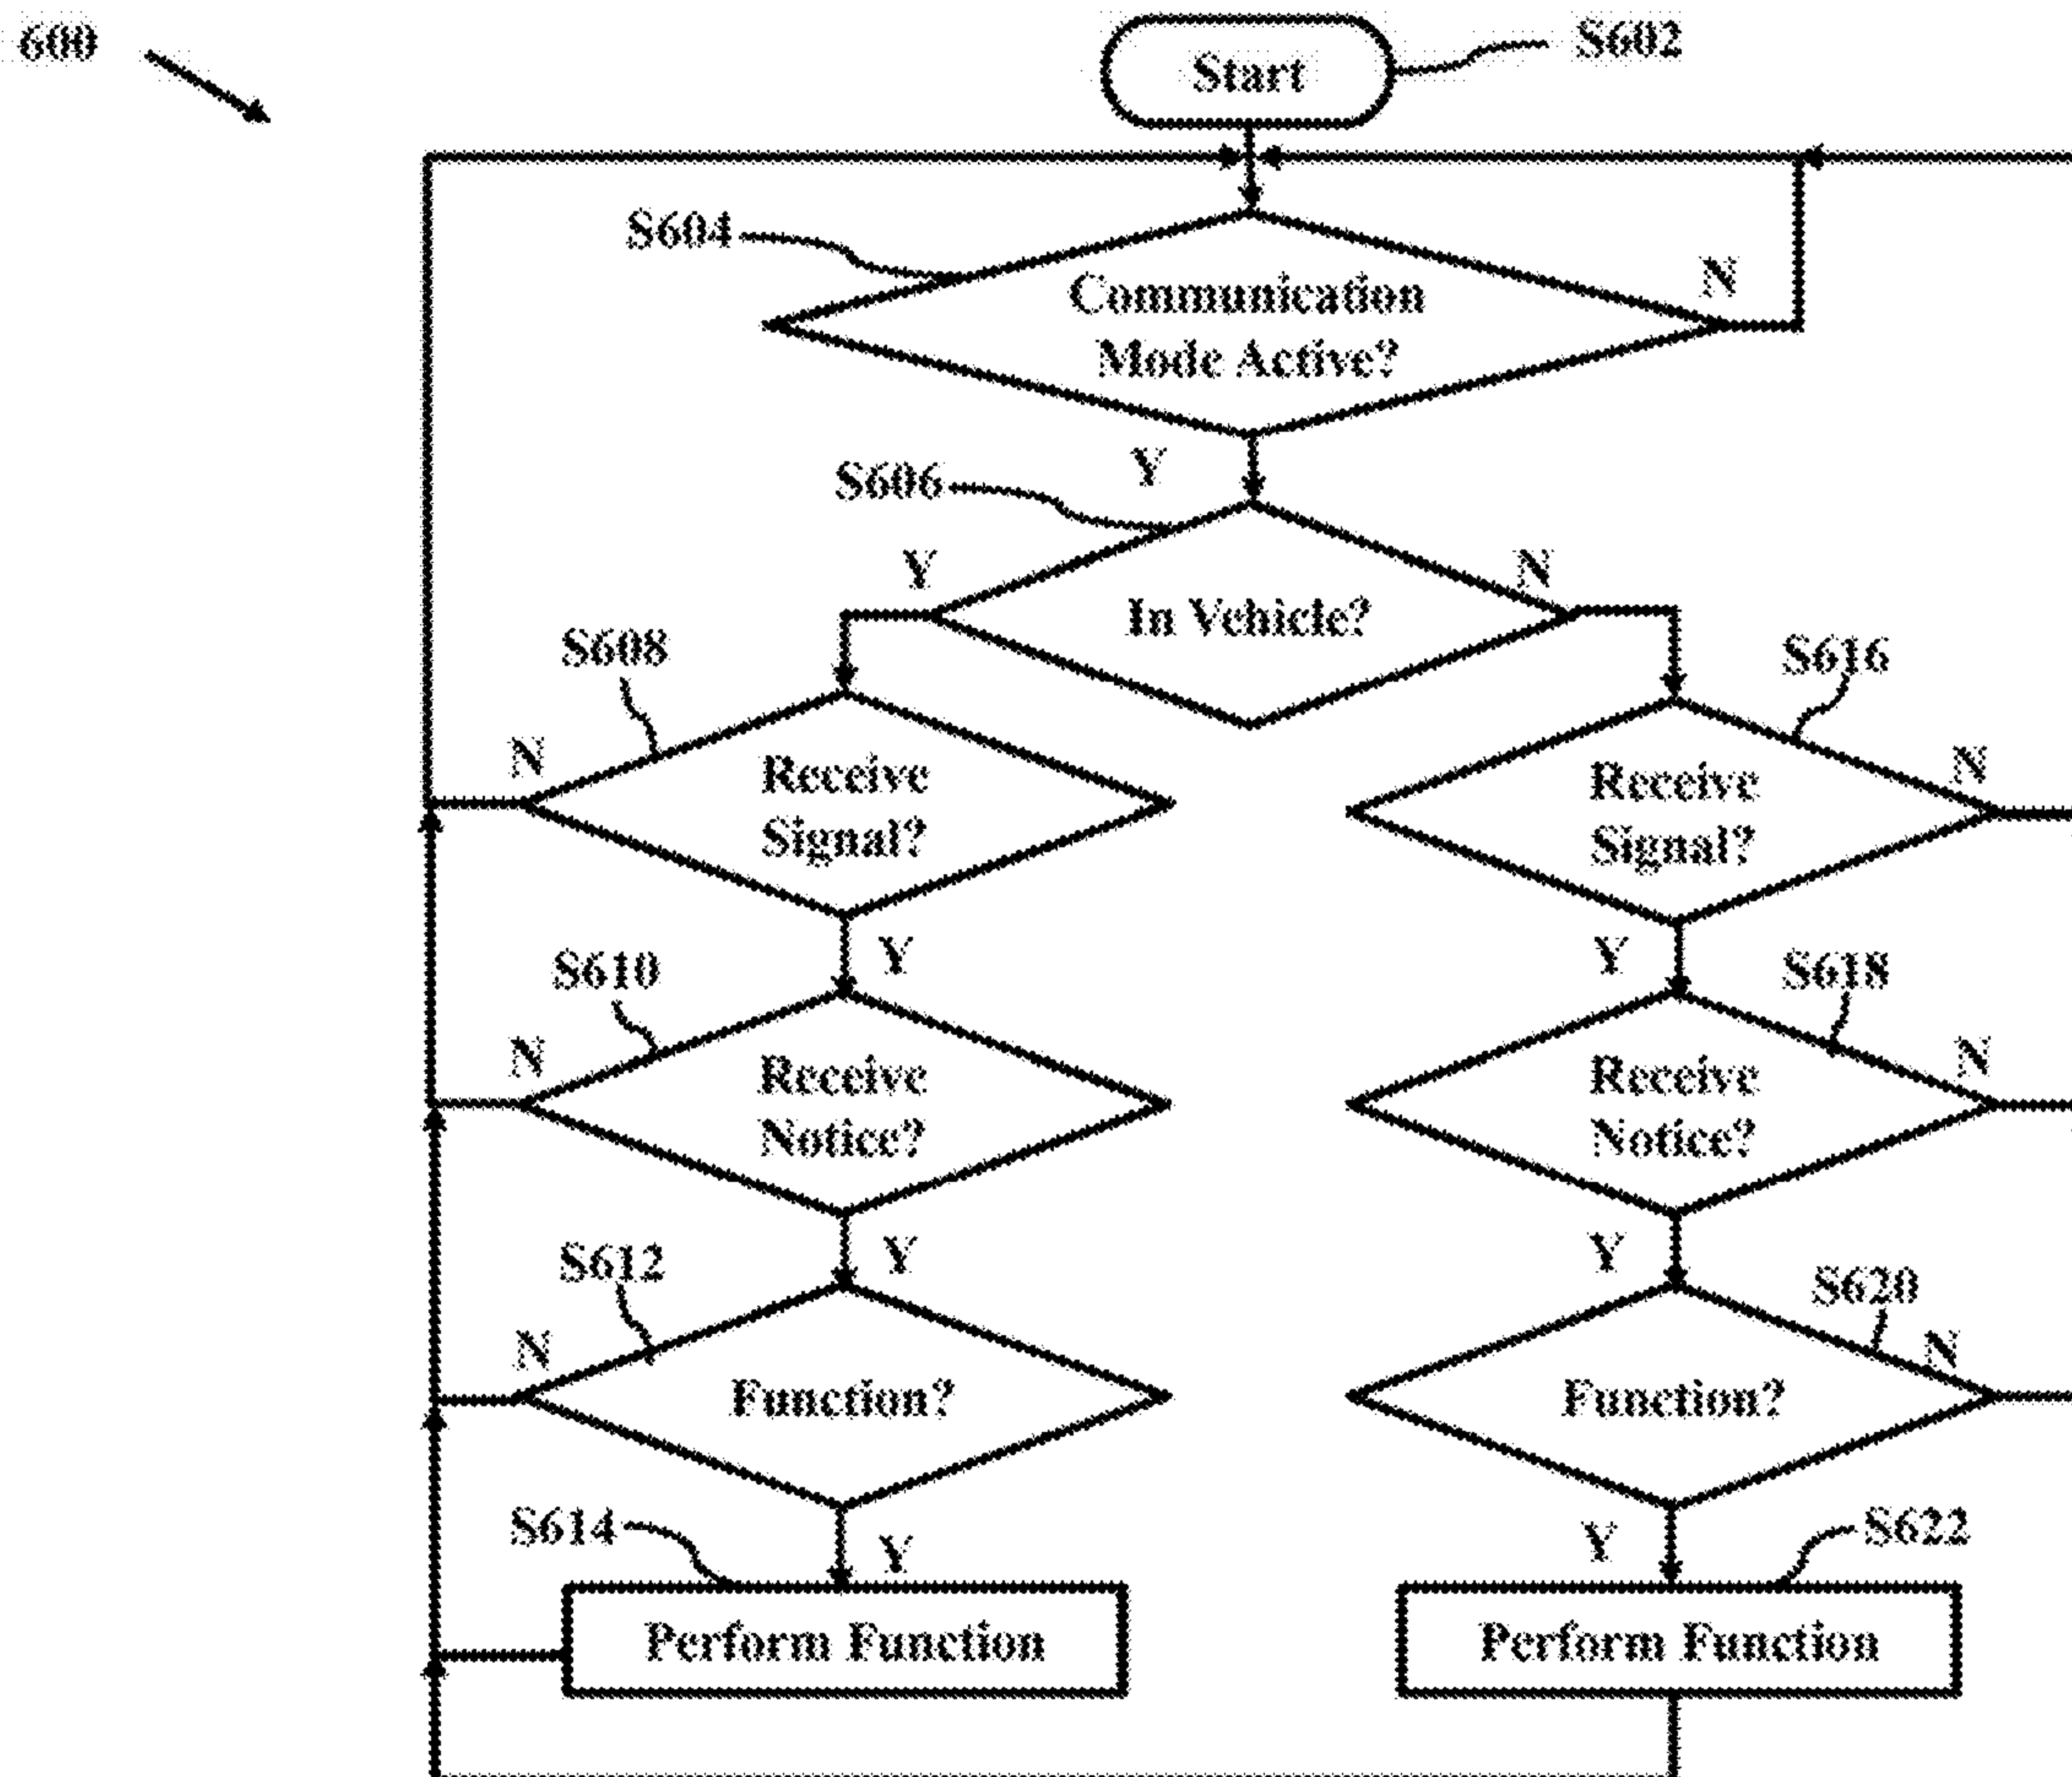 600
Start
S602
S604
Communication
Mode Active?
N
Y
S606
Y
In Vehicle?
N
S608
N
Receive
Signal?
Y
S616
Receive
Signal?
N
Y
S610
N
Receive
Notice?
Y
S618
Receive
Notice?
N
Y
S612
N
Function?
Y
S620
Function?
N
Y
S614
Perform Function
S622
Perform Function